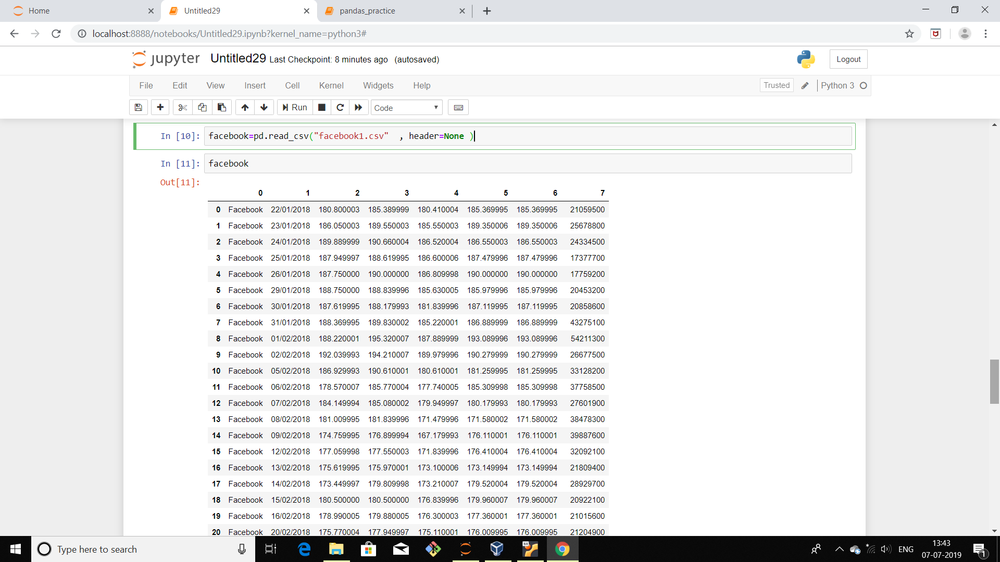 Home
Untitled29
pandas_practice
localhost:8888/notebooks/Untitled29.ipynb?kernel_name=python3#
jupyter Untitled29 Last Checkpoint: 8 minutes ago (autosaved)
Logout
File Edit View Insert Cell Kernel Widgets Help
Trusted Python 3
Run Code
In [10]: facebook=pd.read_csv("facebook1.csv" , header=None )
In [11]: facebook
Out[11]:
0 1 2 3 4 5 6 7
0 Facebook 22/01/2018 180.800003 185.389999 180.410004 185.369995 185.369995 21059500
1 Facebook 23/01/2018 186.050003 189.550003 185.550003 189.350006 189.350006 25678800
2 Facebook 24/01/2018 189.889999 190.660004 186.520004 186.550003 186.550003 24334500
3 Facebook 25/01/2018 187.949997 188.619995 186.600006 187.479996 187.479996 17377700
4 Facebook 26/01/2018 187.750000 190.000000 186.809998 190.000000 190.000000 17759200
5 Facebook 29/01/2018 188.750000 188.839996 185.630005 185.979996 185.979996 20453200
6 Facebook 30/01/2018 187.619995 188.179993 181.839996 187.119995 187.119995 20858600
7 Facebook 31/01/2018 188.369995 189.830002 185.220001 186.889999 186.889999 43275100
8 Facebook 01/02/2018 188.220001 195.320007 187.889999 193.089996 193.089996 54211300
9 Facebook 02/02/2018 192.039993 194.210007 189.979996 190.279999 190.279999 26677500
10 Facebook 05/02/2018 186.929993 190.610001 180.610001 181.259995 181.259995 33128200
11 Facebook 06/02/2018 178.570007 185.770004 177.740005 185.309998 185.309998 37758500
12 Facebook 07/02/2018 184.149994 185.080002 179.949997 180.179993 180.179993 27601900
13 Facebook 08/02/2018 181.009995 181.839996 171.479996 171.580002 171.580002 38478300
14 Facebook 09/02/2018 174.759995 176.899994 167.179993 176.110001 176.110001 39887600
15 Facebook 12/02/2018 177.059998 177.550003 171.839996 176.410004 176.410004 32092100
16 Facebook 13/02/2018 175.619995 175.970001 173.100006 173.149994 173.149994 21809400
17 Facebook 14/02/2018 173.449997 179.809998 173.210007 179.520004 179.520004 28929700
18 Facebook 15/02/2018 180.500000 180.500000 176.839996 179.960007 179.960007 20922100
19 Facebook 16/02/2018 178.990005 179.880005 176.300003 177.360001 177.360001 21015600
20 Facebook 20/02/2018 175.770004 177.949997 175.110001 176.009995 176.009995 21204900
Type here to search
64
ENG
13:43
07-07-2019
1